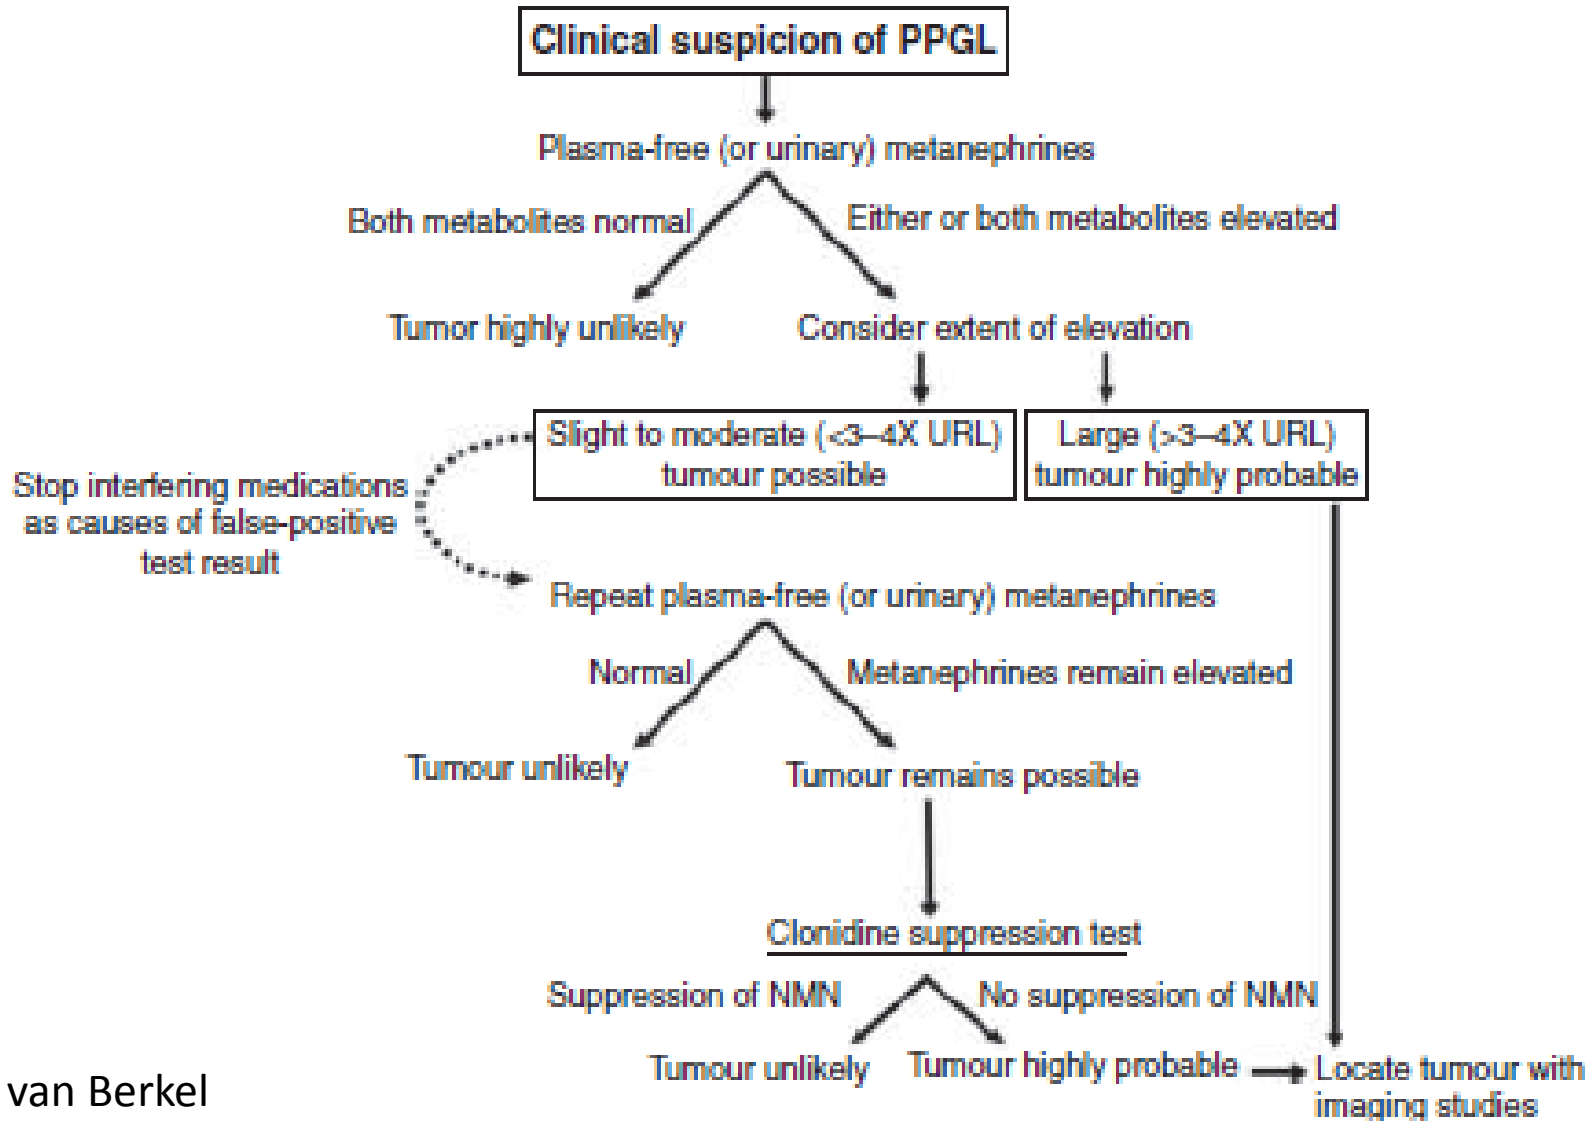 Clinical suspicion of PPGL
Plasma-free (or urinary) metanephrines
Both metabolites normal
Either or both metabolites elevated
Tumor highly unlikely
Consider extent of elevation
Slight to moderate (<3–4X URL)
tumour possible
Large (>3–4X URL)
tumour highly probable
Stop interfering medications
as causes of false-positive
test result
Repeat plasma-free (or urinary) metanephrines
Normal
Metanephrines remain elevated
Tumour unlikely
Tumour remains possible
Clonidine suppression test
Suppression of NMN
No suppression of NMN
Tumour unlikely
Tumour highly probable
Locate tumour with
imaging studies
van Berkel